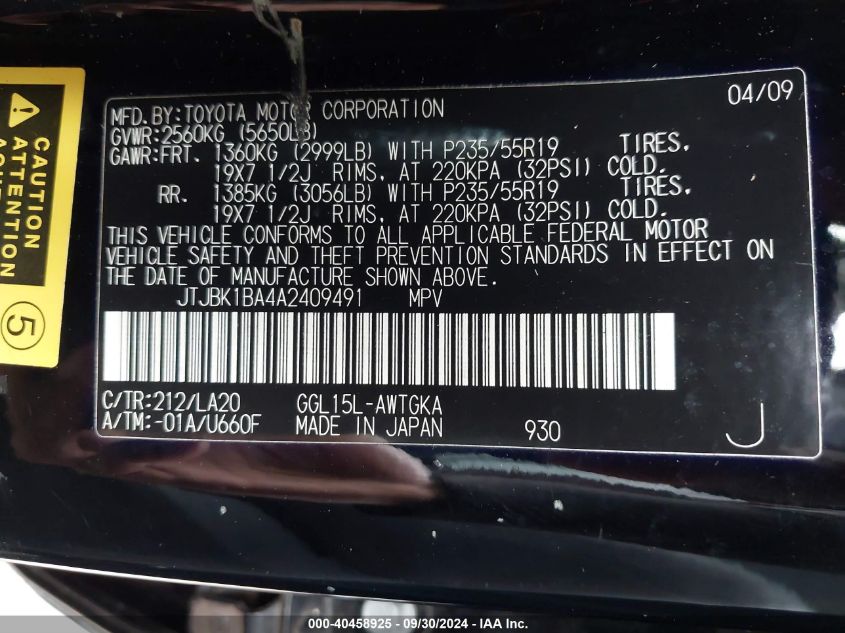 MFD.BY:TOYOTA MOTOR CORPORATION 04/09
GVWR:2560KG (5650LB)
GAWR:FRT. 1360KG (2999LB) WITH P235/55R19 TIRES,
19X7 1/2J RIMS, AT 220KPA (32PSI) COLD.
RR. 1385KG (3056LB) WITH P235/55R19 TIRES,
19X7 1/2J RIMS, AT 220KPA (32PSI) COLD.
THIS VEHICLE CONFORMS TO ALL APPLICABLE FEDERAL MOTOR
VEHICLE SAFETY AND THEFT PREVENTION STANDARDS IN EFFECT ON
THE DATE OF MANUFACTURE SHOWN ABOVE.
JTJBK1BA4A2409491 MPV
C/TR:212/LA20 GGL15L-AWTGKA
A/TM:-01A/U660F MADE IN JAPAN 930 J
CAUTION
ATTENTION
5
000-40458925 - 09/30/2024 - IAA Inc.